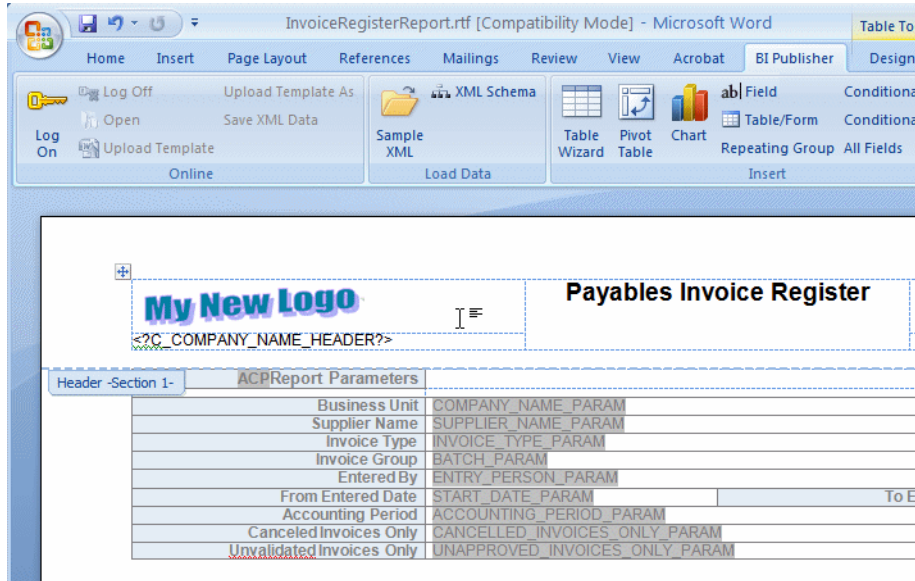 InvoiceRegisterReport.rtf [Compatibility Mode] - Microsoft Word
Table To
Home Insert Page Layout References Mailings Review View Acrobat BI Publisher Design
Log Off Upload Template As XML Schema ab| Field Conditiona
Open Save XML Data Table/Form Conditiona
Log On Upload Template Sample XML Table Wizard Pivot Table Chart Repeating Group All Fields
Online Load Data Insert
My New Logo
Payables Invoice Register
<?C_COMPANY_NAME_HEADER?>
Header -Section 1-
ACPReport Parameters
Business Unit COMPANY_NAME_PARAM
Supplier Name SUPPLIER_NAME_PARAM
Invoice Type INVOICE_TYPE_PARAM
Invoice Group BATCH_PARAM
Entered By ENTRY_PERSON_PARAM
From Entered Date START_DATE_PARAM To E
Accounting Period ACCOUNTING_PERIOD_PARAM
Canceled Invoices Only CANCELLED_INVOICES_ONLY_PARAM
Unvalidated Invoices Only UNAPPROVED_INVOICES_ONLY_PARAM